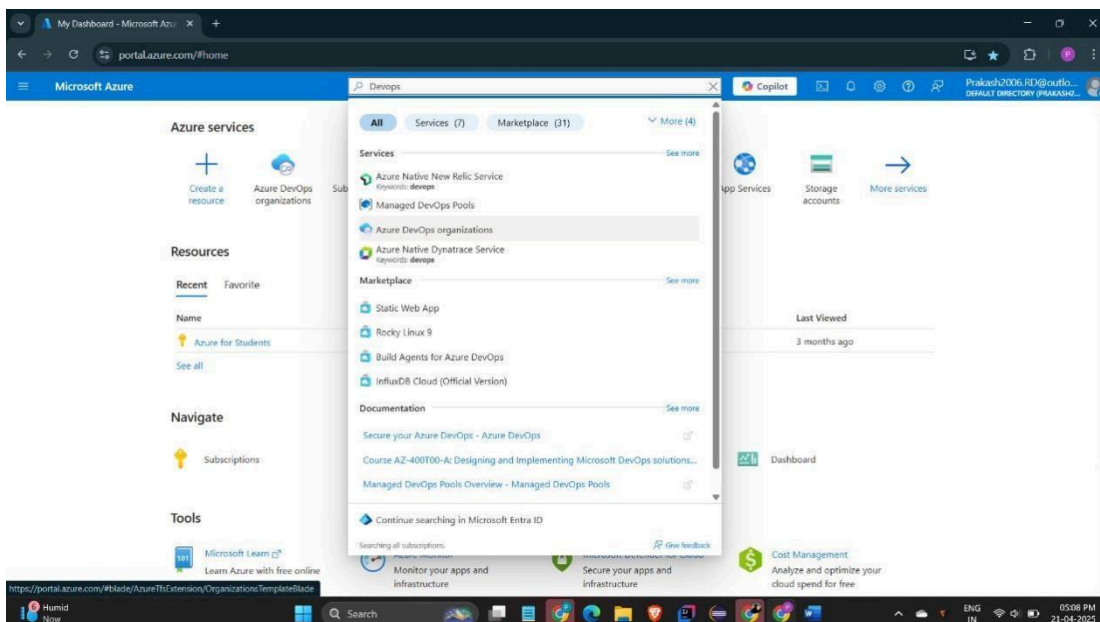 My Dashboard - Microsoft Azu
portal.azure.com/#home
Microsoft Azure
Devops
Copilot
Prakash2006.RD@outlo...
DEFAULT DIRECTORY (PRAKASH2...
Azure services
Create a
resource
Azure DevOps
organizations
Sub
App Services
Storage
accounts
More services
All
Services (7)
Marketplace (31)
More (4)
Services
See more
Azure Native New Relic Service
Keywords: devops
Managed DevOps Pools
Azure DevOps organizations
Azure Native Dynatrace Service
Keywords: devops
Marketplace
See more
Static Web App
Rocky Linux 9
Build Agents for Azure DevOps
InfluxDB Cloud (Official Version)
Documentation
See more
Secure your Azure DevOps - Azure DevOps
Course AZ-400T00-A: Designing and Implementing Microsoft DevOps solutions...
Managed DevOps Pools Overview - Managed DevOps Pools
Continue searching in Microsoft Entra ID
Searching all subscriptions.
Give feedback
Resources
Recent
Favorite
Name
Last Viewed
Azure for Students
3 months ago
See all
Navigate
Subscriptions
Dashboard
Tools
Microsoft Learn
Learn Azure with free online
Azure Monitor
Monitor your apps and
infrastructure
Microsoft Defender for Cloud
Secure your apps and
infrastructure
Cost Management
Analyze and optimize your
cloud spend for free
https://portal.azure.com/#blade/AzureTfsExtension/OrganizationsTemplateBlade
6
Humid
Now
Search
ENG
IN
05:08 PM
21-04-2025